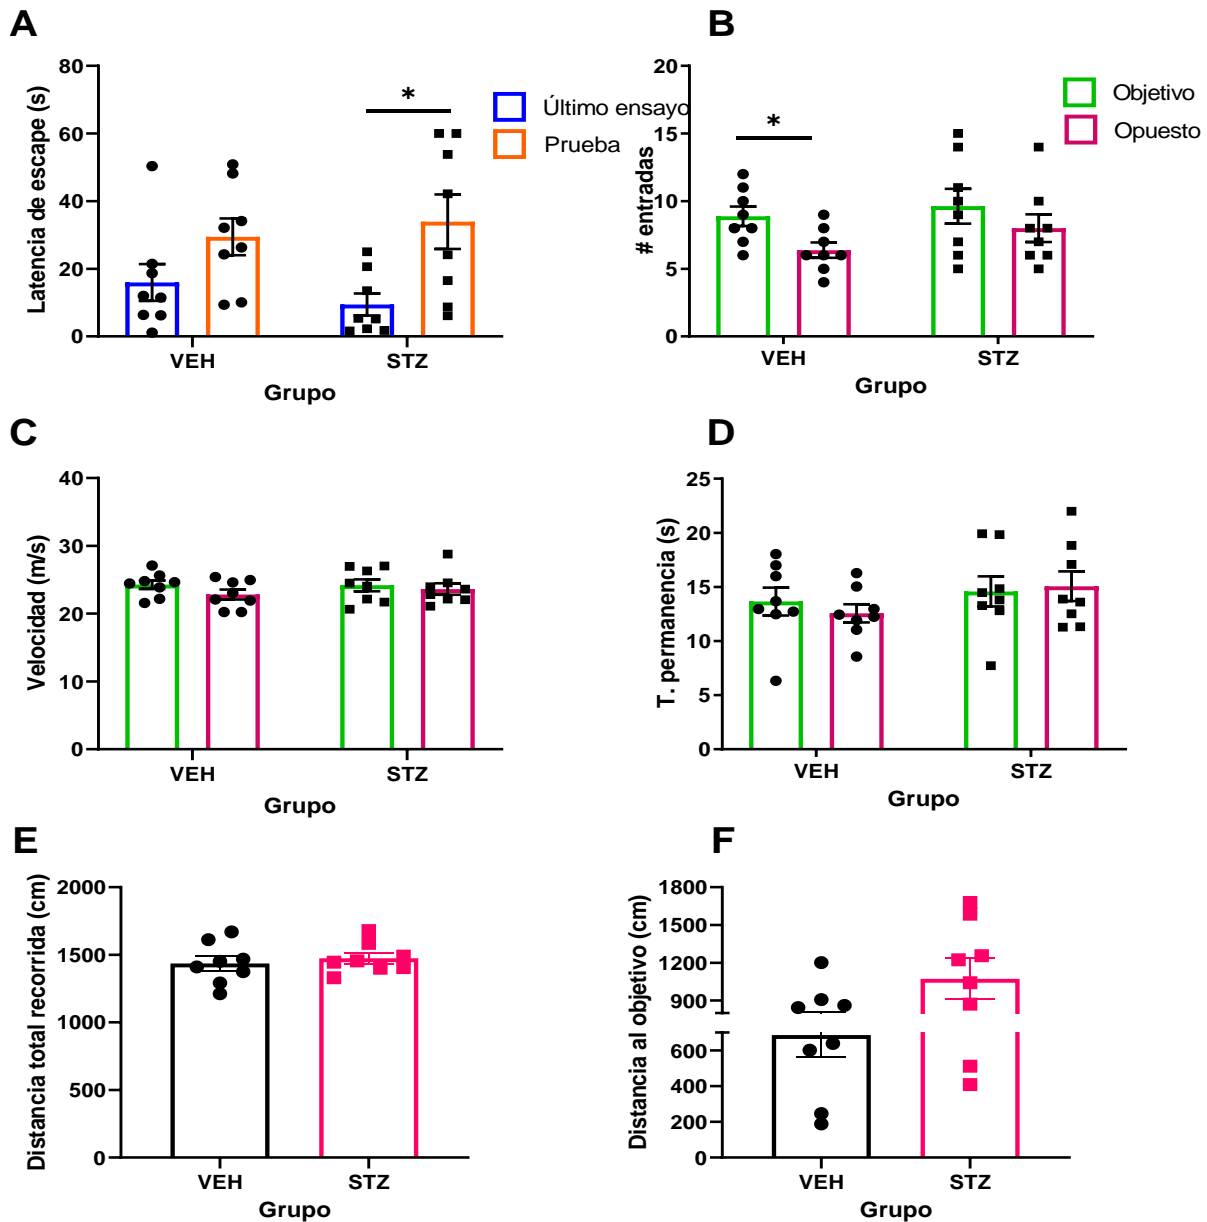 A
Latencia de escape (s)
80
60
40
20
0
*
VEH
STZ
Grupo
Último ensayo
Prueba
B
# entradas
20
15
10
5
0
*
VEH
STZ
Grupo
Objetivo
Opuesto
C
Velocidad (m/s)
40
30
20
10
0
VEH
STZ
Grupo
D
T. permanencia (s)
25
20
15
10
5
0
VEH
STZ
Grupo
E
Distancia total recorrida (cm)
2000
1500
1000
500
0
VEH
STZ
Grupo
F
Distancia al objetivo (cm)
1800
1500
1200
900
600
400
200
0
VEH
STZ
Grupo